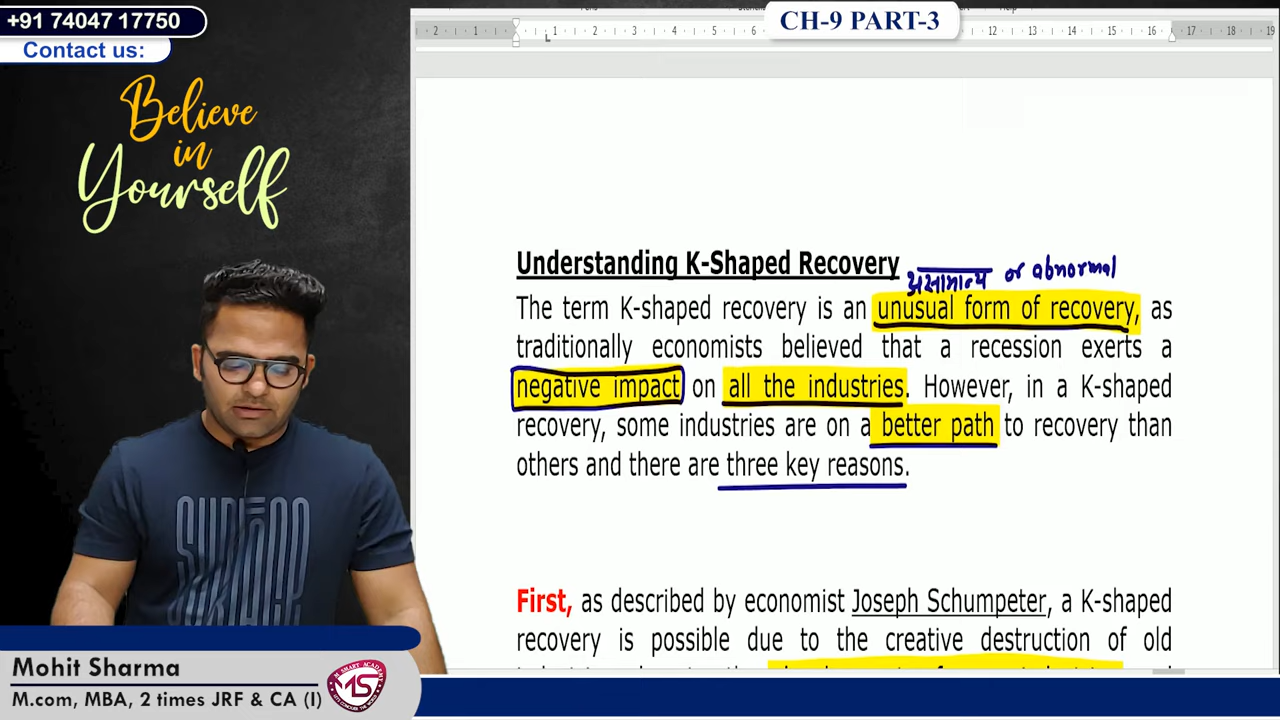 +91 74047 17750
Contact us:
Believe
in
Yourself
CH-9 PART-3
Understanding K-Shaped Recovery
असामान्य or abnormal
The term K-shaped recovery is an unusual form of recovery, as
traditionally economists believed that a recession exerts a
negative impact on all the industries. However, in a K-shaped
recovery, some industries are on a better path to recovery than
others and there are three key reasons.
First, as described by economist Joseph Schumpeter, a K-shaped
recovery is possible due to the creative destruction of old
Mohit Sharma
M.com, MBA, 2 times JRF & CA (I)
MS